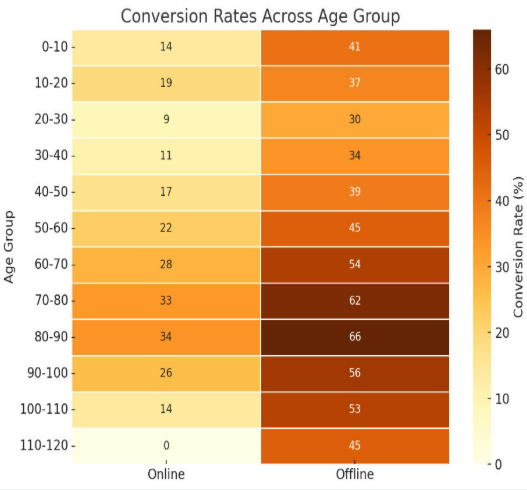 Conversion Rates Across Age Group
0-10 14 41
10-20 19 37
20-30 9 30
30-40 11 34
40-50 17 39
50-60 22 45
60-70 28 54
70-80 33 62
80-90 34 66
90-100 26 56
100-110 14 53
110-120 0 45
Online Offline
Age Group
60
50
40
30
20
10
0
Conversion Rate (%)